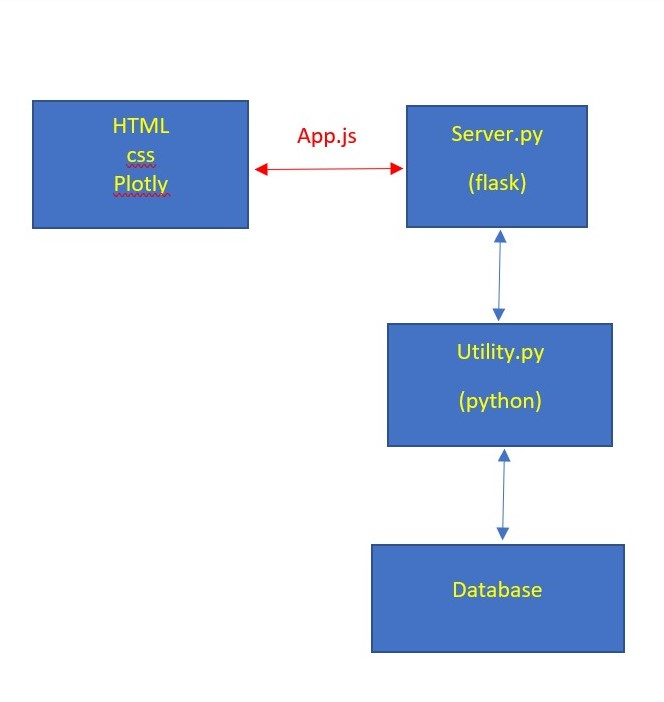 HTML
css
Plotly
App.js
Server.py
(flask)
Utility.py
(python)
Database